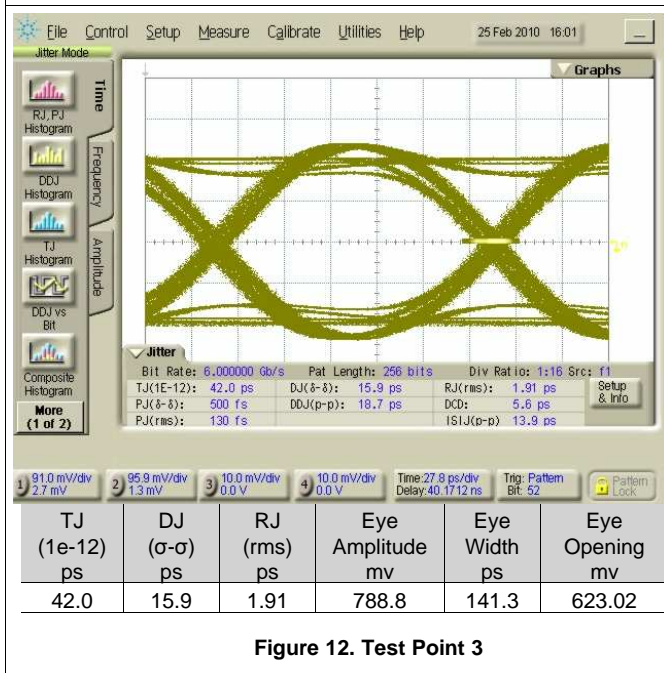 File Control Setup Measure Calibrate Utilities Help 25 Feb 2010 16:01
Jitter Mode
Graphs
Time
Frequency
Amplitude
RJ, PJ
Histogram
DDJ
Histogram
TJ
Histogram
DDJ vs
Bit
Composite
Histogram
More
(1 of 2)
Jitter
Bit Rate: 6.000000 Gb/s Pat Length: 256 bits Div Ratio: 1:16 Src: f1
TJ(1E-12): 42.0 ps DJ(δ-δ): 15.9 ps RJ(rms): 1.91 ps
PJ(δ-δ): 500 fs DDJ(p-p): 18.7 ps DCD: 5.6 ps
PJ(rms): 130 fs ISIJ(p-p) 13.9 ps
Setup
& Info
1) 91.0 mV/div 2) 95.9 mV/div 3) 10.0 mV/div 4) 10.0 mV/div Time:27.8 ps/div Trig: Pattern Pattern
2.7 mV 1.3 mV 0.0 V 0.0 V Delay:40.1712 ns Bit: 52 Lock
TJ DJ RJ Eye Eye Eye
(1e-12) (σ-σ) (rms) Amplitude Width Opening
ps ps ps mv ps mv
42.0 15.9 1.91 788.8 141.3 623.02
Figure 12. Test Point 3